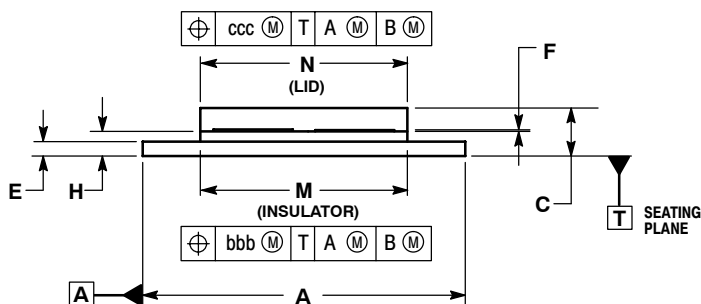 ⌖ ccc Ⓜ T A Ⓜ B Ⓜ
F
N
(LID)
E
H
M
(INSULATOR)
C
T SEATING
PLANE
⌖ bbb Ⓜ T A Ⓜ B Ⓜ
A
A